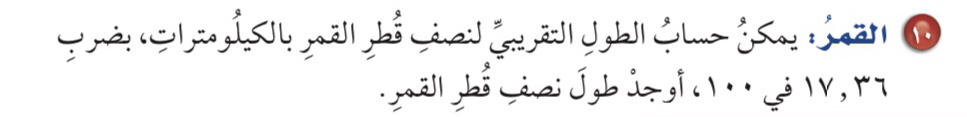 ١٠ القمرُ: يمكنُ حسابُ الطولِ التقريبيِّ لنصفِ قُطرِ القمرِ بالكيلُومتراتِ، بضربِ
١٧,٣٦ في ١٠٠، أوجدْ طولَ نصفِ قُطرِ القمرِ.